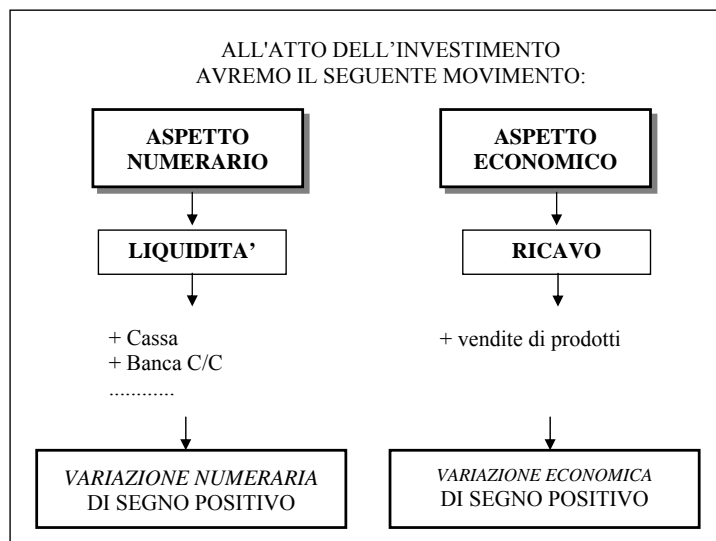 ALL'ATTO DELL’INVESTIMENTO
AVREMO IL SEGUENTE MOVIMENTO:
ASPETTO
NUMERARIO
ASPETTO
ECONOMICO
LIQUIDITA’
RICAVO
+ Cassa
+ Banca C/C
............
+ vendite di prodotti
VARIAZIONE NUMERARIA
DI SEGNO POSITIVO
VARIAZIONE ECONOMICA
DI SEGNO POSITIVO